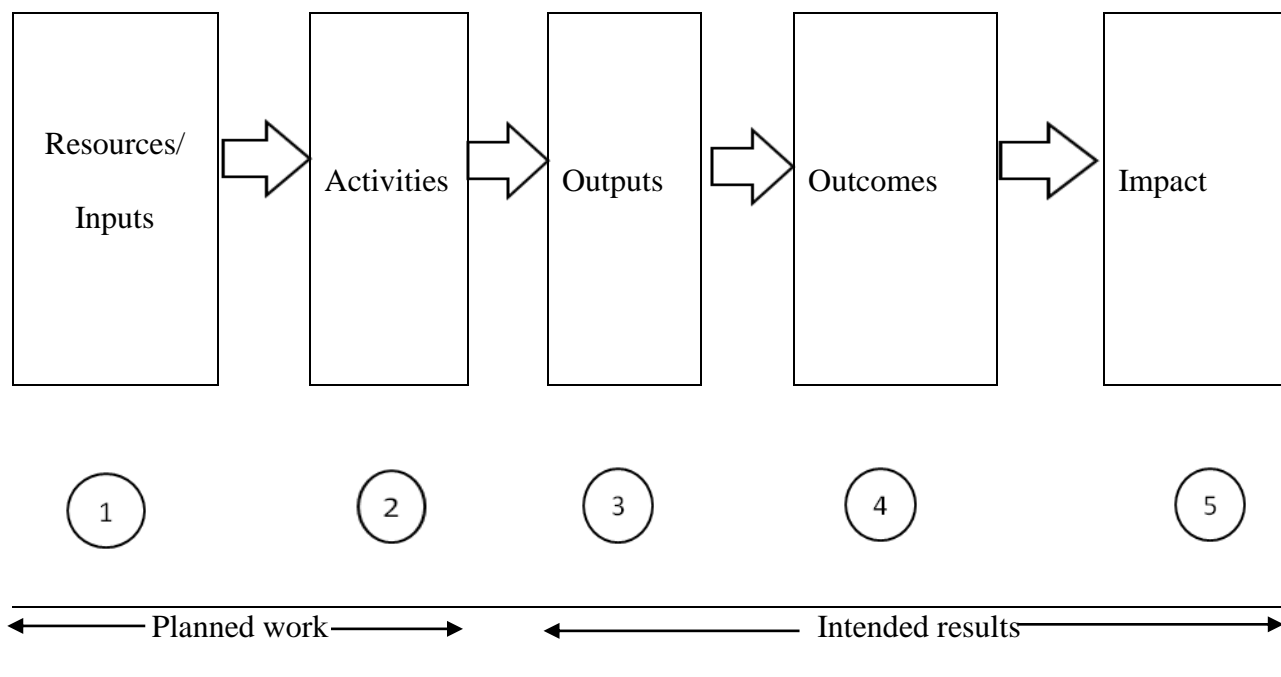 Resources/
Inputs
Activities
Outputs
Outcomes
Impact
1
2
3
4
5
Planned work
Intended results